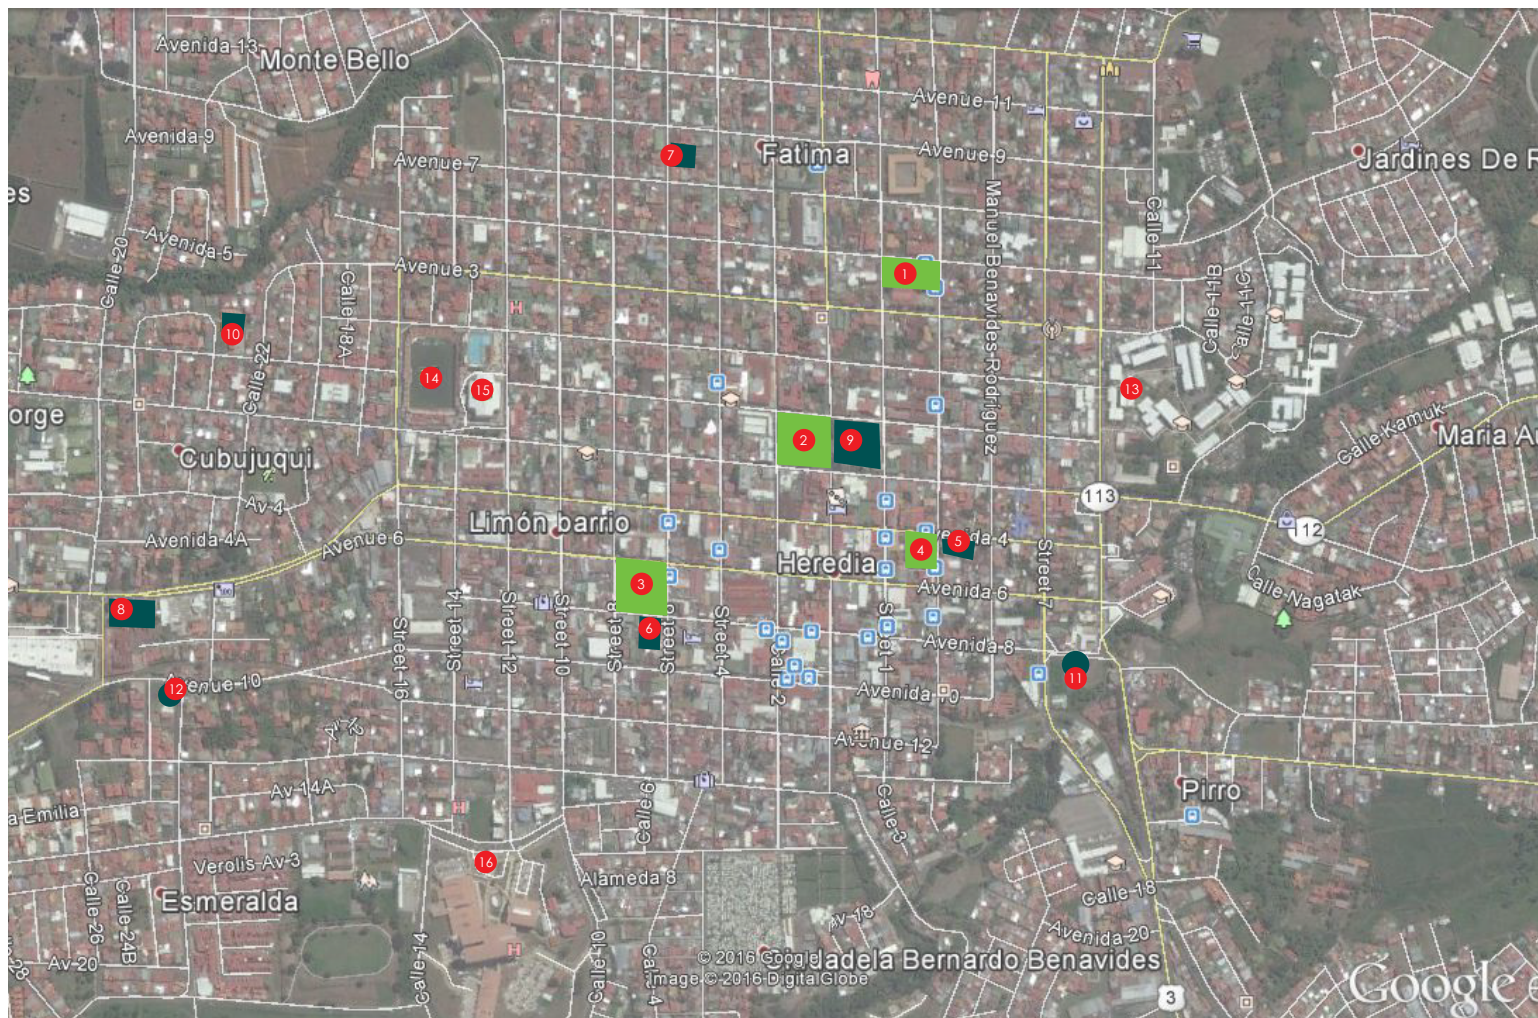 Avenida 13
Monte Bello
Avenue 11
Avenida 9
Avenue 7
7
Fatima
Avenue 9
Jardines De R
es
Manuel Benavides Rodriguez
Calle 11
Calle 20
Avenida 5
Avenue 3
Calle 18A
1
Calle 11B
Calle 11C
10
Calle 22
14
15
13
orge
2
9
Calle Kamuk
Maria Au
Cubujuqui
113
Av 4
Limón barrio
112
Avenida 4A
Avenue 6
4
5
Avenida 4
Heredia
Street 7
3
Avenue 6
Calle Nagatak
8
6
Street 16
Street 14
Street 12
Street 10
Street 8
Street 6
Street 4
Calle 2
Street 1
Avenida 8
11
12
Avenue 10
Avenida 10
Avenue 12
Av 14A
Calle 6
Calle 3
Pirro
a Emilia
16
Verolis Av 3
Alameda 8
Calle 18
Calle 26
Calle 24B
Esmeralda
Av 18
Avenida 20
28
Av 20
Calle 14
Calle 10
Calle 4
© 2016 Google
Ciudadela Bernardo Benavides
Image © 2016 DigitalGlobe
3
Google e